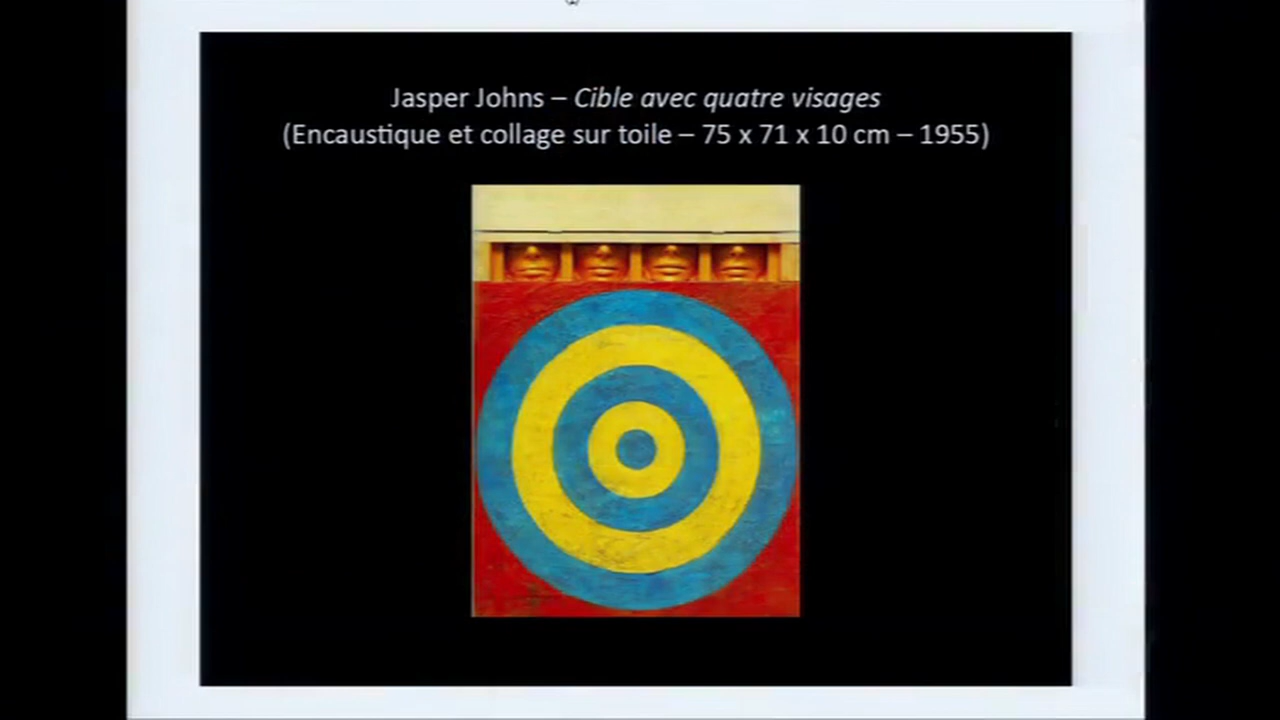 Jasper Johns – Cible avec quatre visages
(Encaustique et collage sur toile – 75 x 71 x 10 cm – 1955)